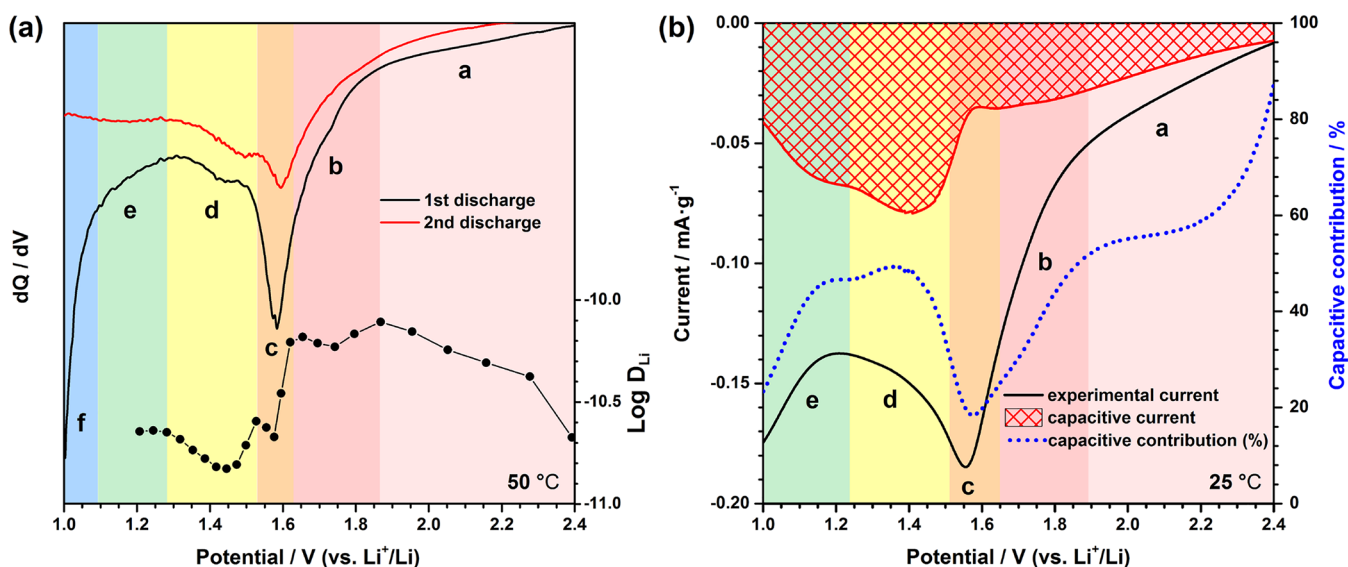 (a)
a
b
1st discharge
2nd discharge
e
d
c
f
50 °C
dQ / dV
-10.0
-10.5
-11.0
Log D_Li
1.0 1.2 1.4 1.6 1.8 2.0 2.2 2.4
Potential / V (vs. Li⁺/Li)
(b)
0.00
-0.05
-0.10
-0.15
-0.20
Current / mA·g⁻¹
a
b
e
d
c
experimental current
capacitive current
capacitive contribution (%)
25 °C
100
80
60
40
20
0
Capacitive contribution / %
1.0 1.2 1.4 1.6 1.8 2.0 2.2 2.4
Potential / V (vs. Li⁺/Li)